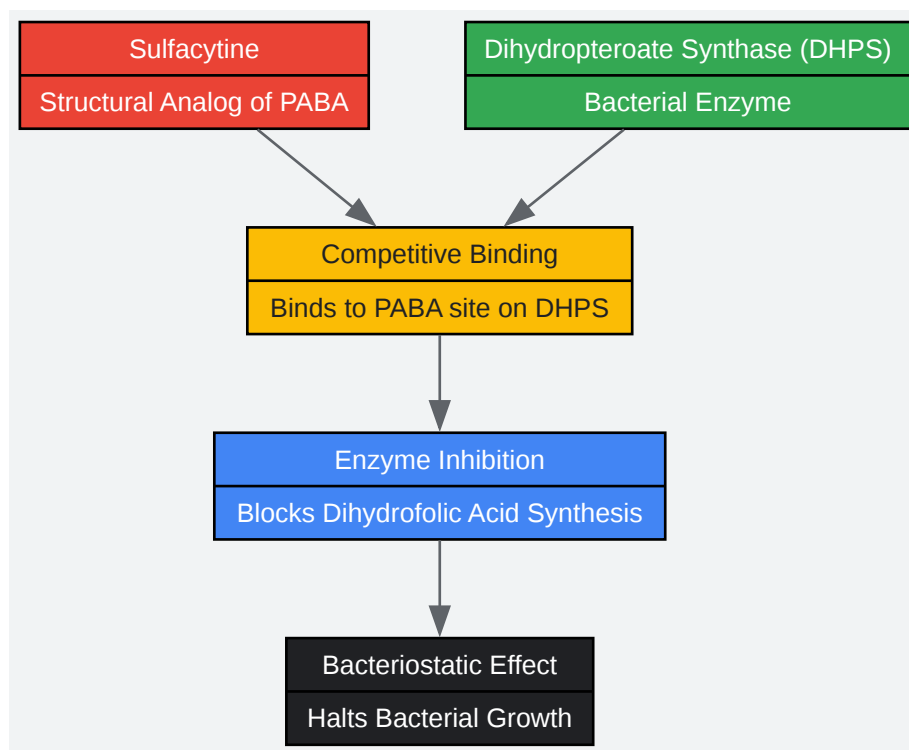 Sulfacytine
Structural Analog of PABA
Dihydropteroate Synthase (DHPS)
Bacterial Enzyme
Competitive Binding
Binds to PABA site on DHPS
Enzyme Inhibition
Blocks Dihydrofolic Acid Synthesis
Bacteriostatic Effect
Halts Bacterial Growth